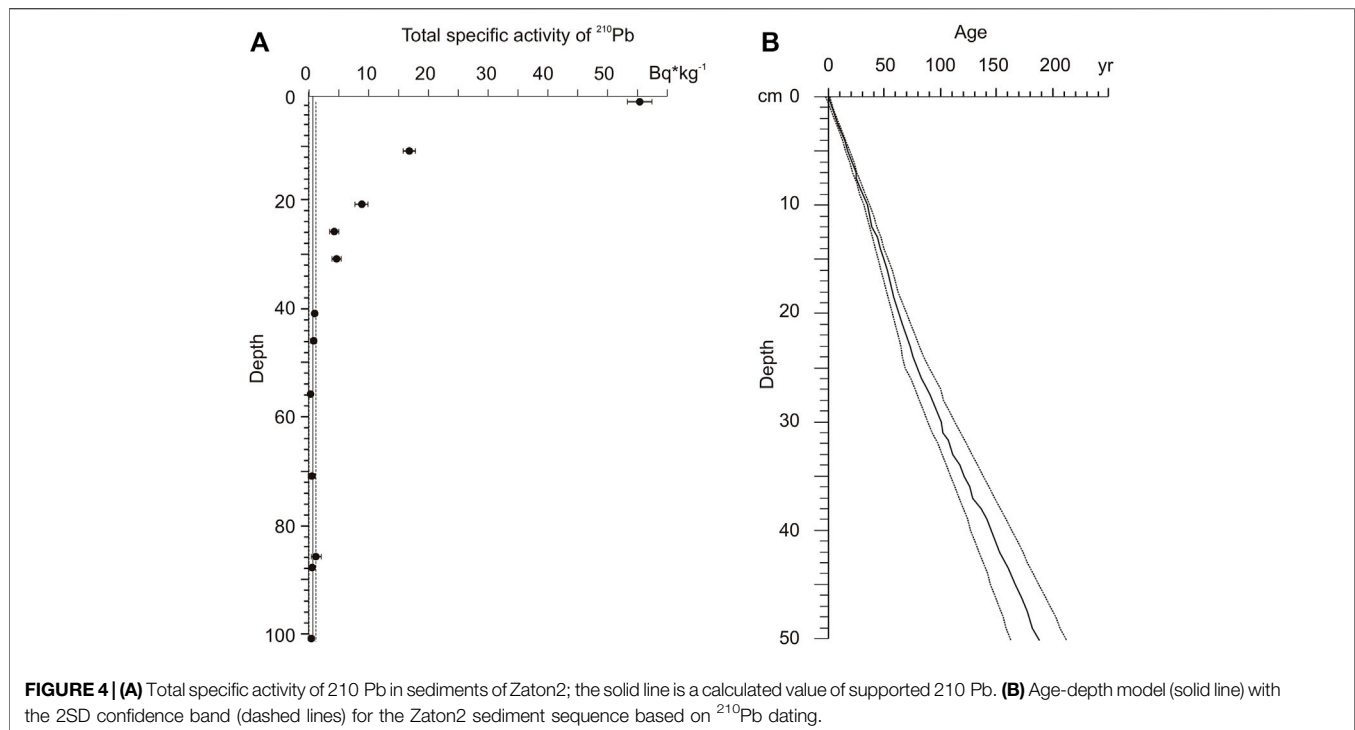 A
Total specific activity of 210Pb
0 10 20 30 40 50 Bq*kg-1
0
20
40
60
80
100
Depth
B
Age
0 50 100 150 200 yr
cm 0
10
20
30
40
50
Depth
FIGURE 4 | (A) Total specific activity of 210 Pb in sediments of Zaton2; the solid line is a calculated value of supported 210 Pb. (B) Age-depth model (solid line) with
the 2SD confidence band (dashed lines) for the Zaton2 sediment sequence based on 210Pb dating.